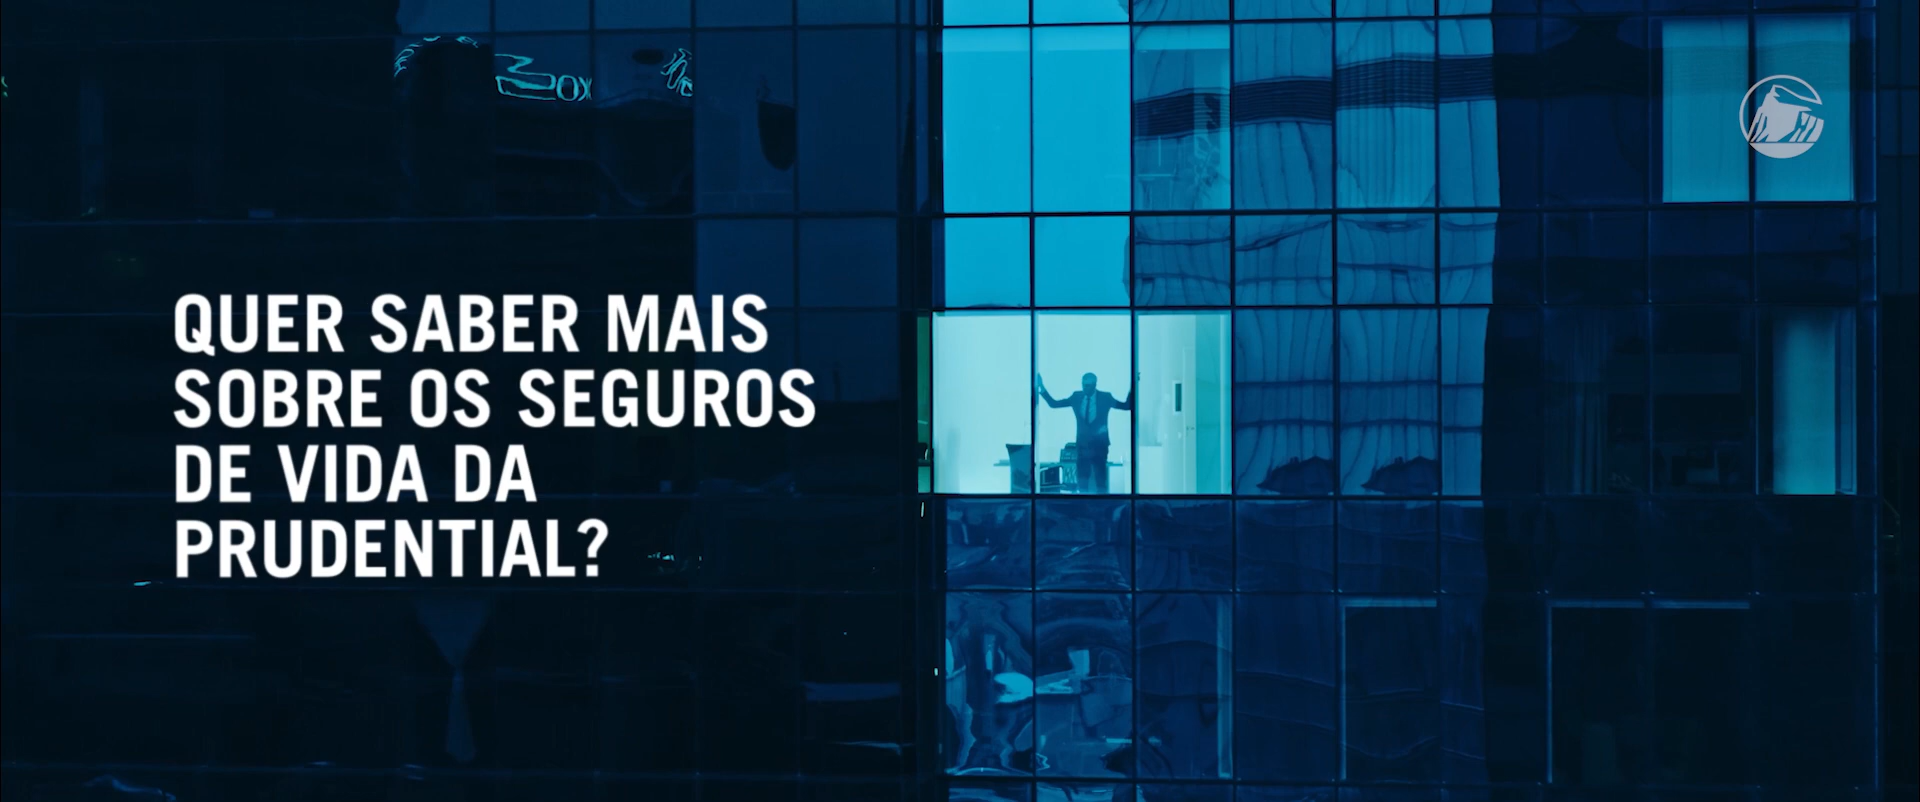 QUER SABER MAIS
SOBRE OS SEGUROS
DE VIDA DA
PRUDENTIAL?